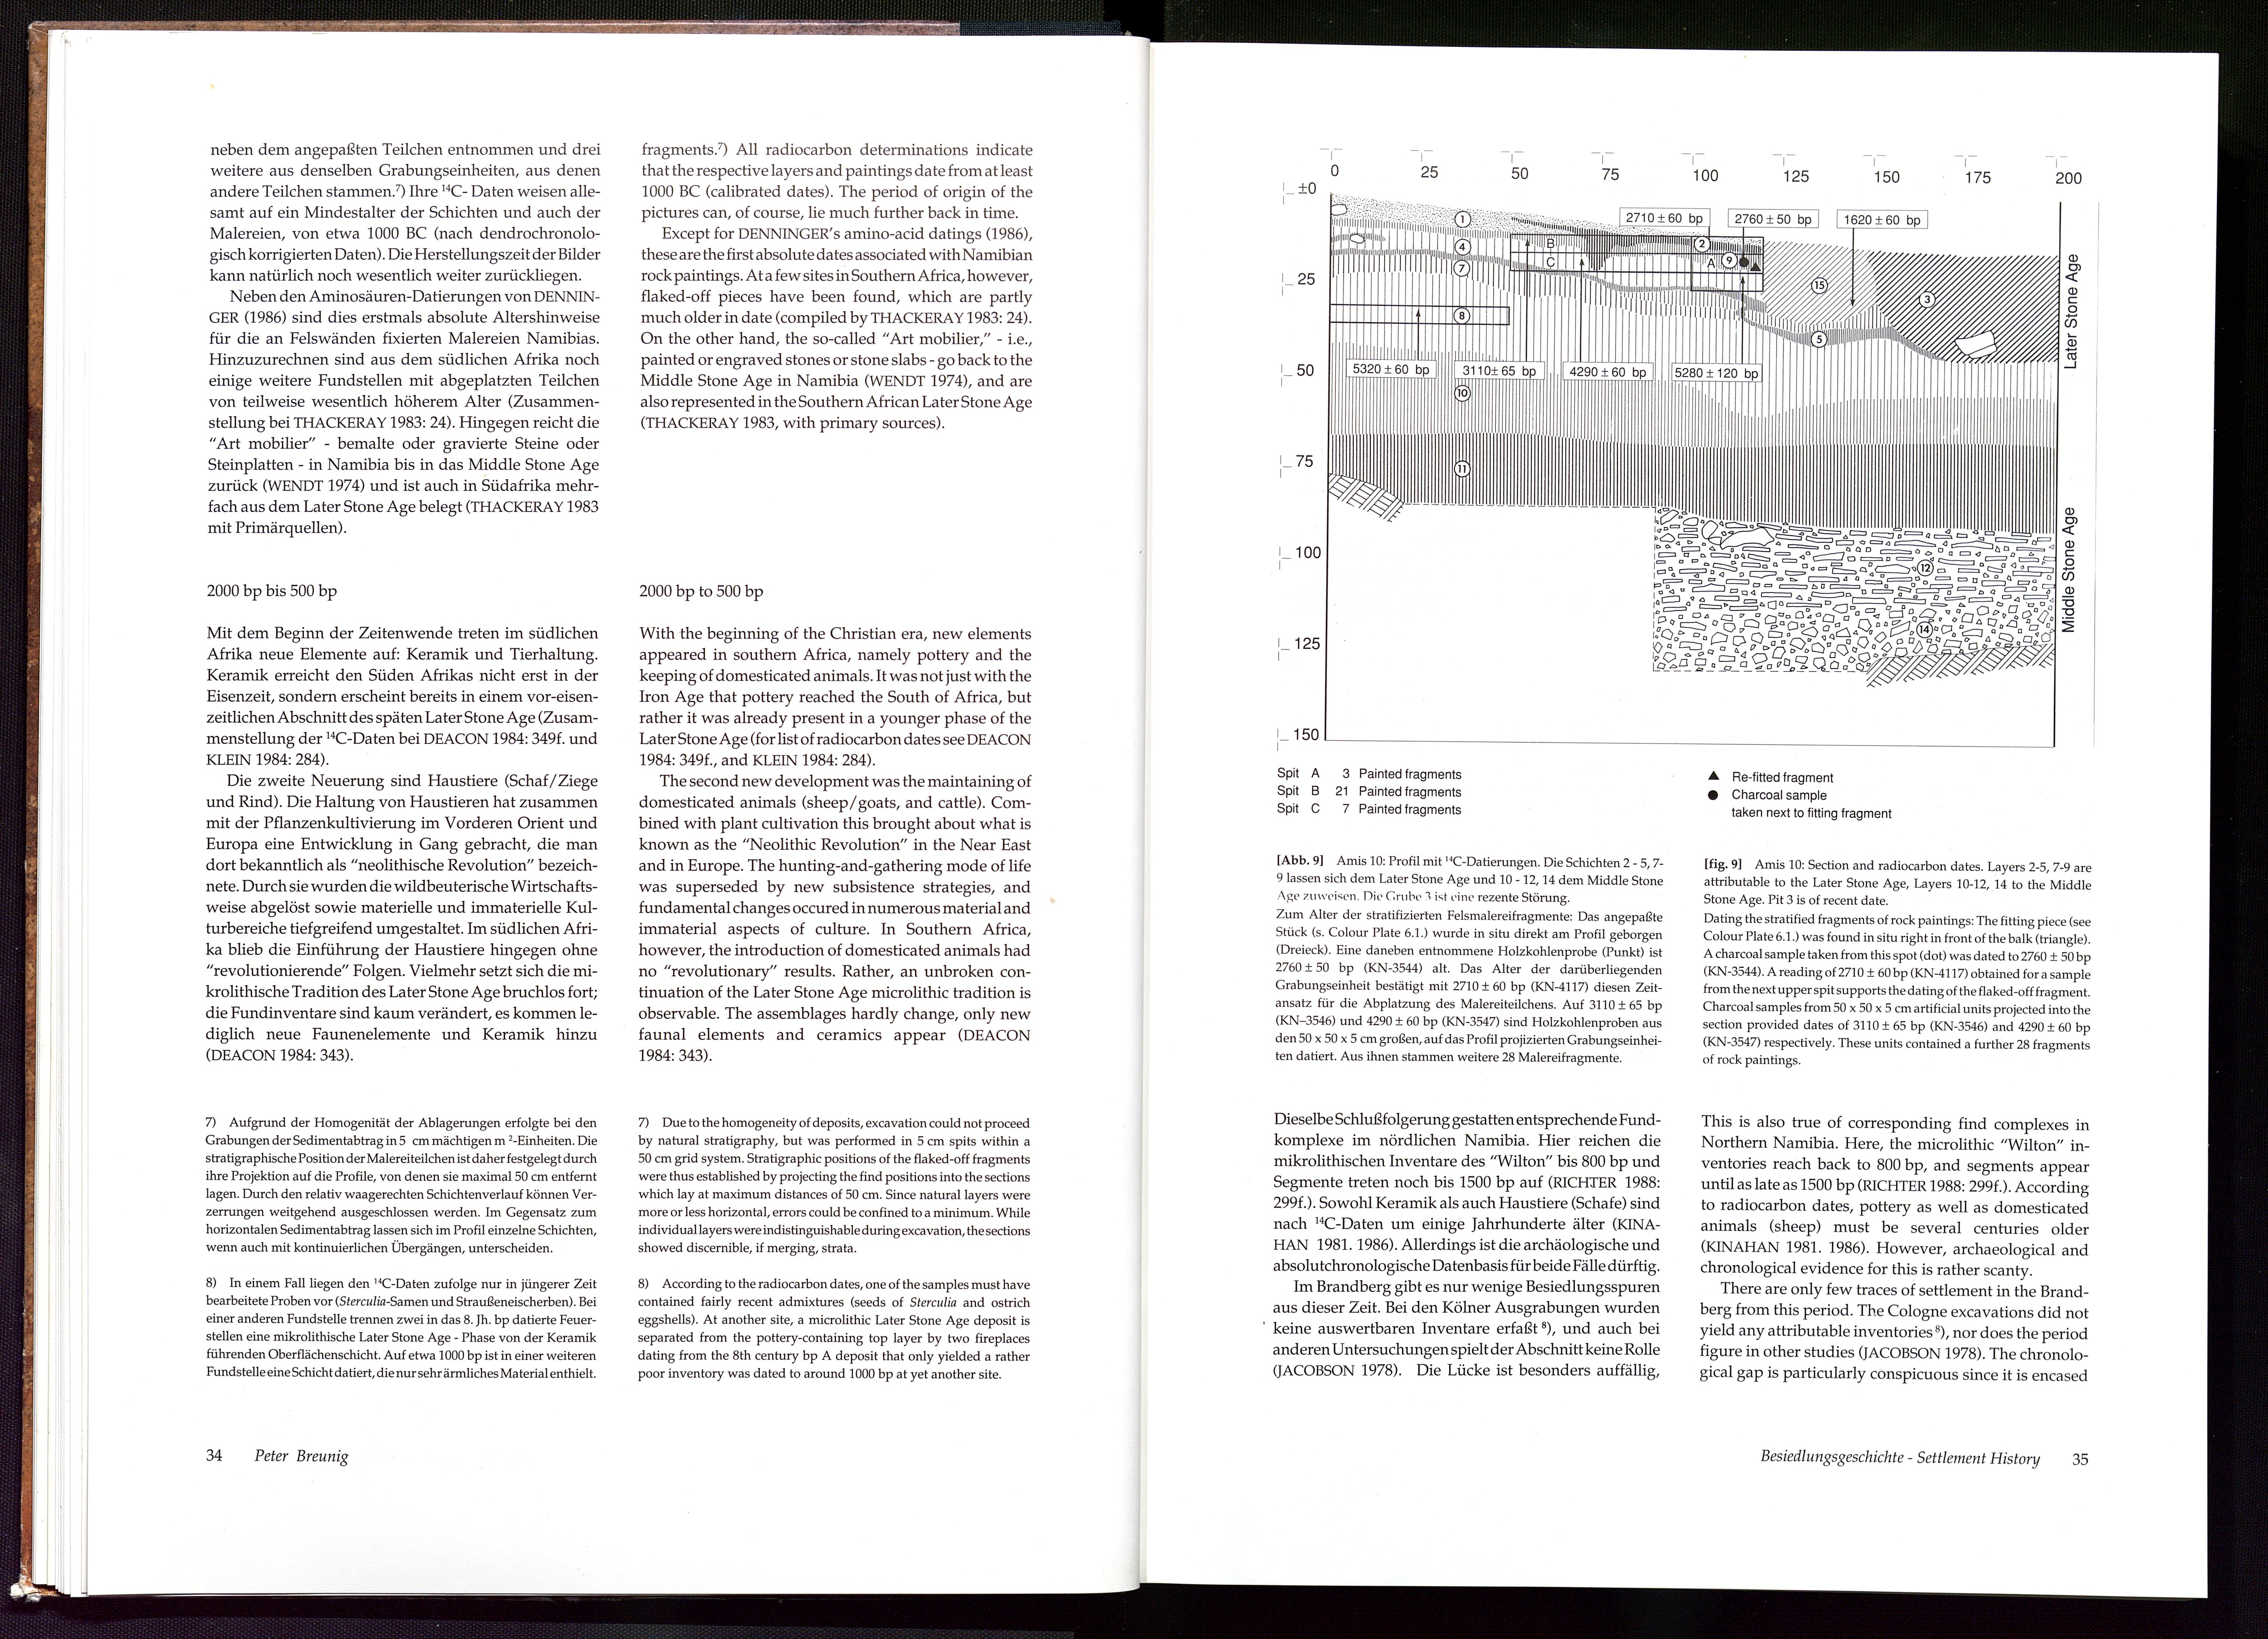 neben dem angepaßten Teilchen entnommen und drei
weitere aus denselben Grabungseinheiten, aus denen
andere Teilchen stammen.⁷) Ihre ¹⁴C- Daten weisen alle-
samt auf ein Mindestalter der Schichten und auch der
Malereien, von etwa 1000 BC (nach dendrochronolo-
gisch korrigierten Daten). Die Herstellungszeit der Bilder
kann natürlich noch wesentlich weiter zurückliegen.
Neben den Aminosäuren-Datierungen von DENNIN-
GER (1986) sind dies erstmals absolute Altershinweise
für die an Felswänden fixierten Malereien Namibias.
Hinzuzurechnen sind aus dem südlichen Afrika noch
einige weitere Fundstellen mit abgeplatzten Teilchen
von teilweise wesentlich höherem Alter (Zusammen-
stellung bei THACKERAY 1983: 24). Hingegen reicht die
"Art mobilier" - bemalte oder gravierte Steine oder
Steinplatten - in Namibia bis in das Middle Stone Age
zurück (WENDT 1974) und ist auch in Südafrika mehr-
fach aus dem Later Stone Age belegt (THACKERAY 1983
mit Primärquellen).
2000 bp bis 500 bp
Mit dem Beginn der Zeitenwende treten im südlichen
Afrika neue Elemente auf: Keramik und Tierhaltung.
Keramik erreicht den Süden Afrikas nicht erst in der
Eisenzeit, sondern erscheint bereits in einem vor-eisen-
zeitlichen Abschnitt des späten Later Stone Age (Zusam-
menstellung der ¹⁴C-Daten bei DEACON 1984: 349f. und
KLEIN 1984: 284).
Die zweite Neuerung sind Haustiere (Schaf/Ziege
und Rind). Die Haltung von Haustieren hat zusammen
mit der Pflanzenkultivierung im Vorderen Orient und
Europa eine Entwicklung in Gang gebracht, die man
dort bekanntlich als "neolithische Revolution" bezeich-
nete. Durch sie wurden die wildbeuterische Wirtschafts-
weise abgelöst sowie materielle und immaterielle Kul-
turbereiche tiefgreifend umgestaltet. Im südlichen Afri-
ka blieb die Einführung der Haustiere hingegen ohne
"revolutionierende" Folgen. Vielmehr setzt sich die mi-
krolithische Tradition des Later Stone Age bruchlos fort;
die Fundinventare sind kaum verändert, es kommen le-
diglich neue Faunenelemente und Keramik hinzu
(DEACON 1984: 343).
7) Aufgrund der Homogenität der Ablagerungen erfolgte bei den
Grabungen der Sedimentabtrag in 5 cm mächtigen m ²-Einheiten. Die
stratigraphische Position der Malereiteilchen ist daher festgelegt durch
ihre Projektion auf die Profile, von denen sie maximal 50 cm entfernt
lagen. Durch den relativ waagerechten Schichtenverlauf können Ver-
zerrungen weitgehend ausgeschlossen werden. Im Gegensatz zum
horizontalen Sedimentabtrag lassen sich im Profil einzelne Schichten,
wenn auch mit kontinuierlichen Übergängen, unterscheiden.
8) In einem Fall liegen den ¹⁴C-Daten zufolge nur in jüngerer Zeit
bearbeitete Proben vor (Sterculia-Samen und Straußeneischerben). Bei
einer anderen Fundstelle trennen zwei in das 8. Jh. bp datierte Feuer-
stellen eine mikrolithische Later Stone Age - Phase von der Keramik
führenden Oberflächenschicht. Auf etwa 1000 bp ist in einer weiteren
Fundstelle eine Schicht datiert, die nur sehr ärmliches Material enthielt.
fragments.⁷) All radiocarbon determinations indicate
that the respective layers and paintings date from at least
1000 BC (calibrated dates). The period of origin of the
pictures can, of course, lie much further back in time.
Except for DENNINGER's amino-acid datings (1986),
these are the first absolute dates associated with Namibian
rock paintings. At a few sites in Southern Africa, however,
flaked-off pieces have been found, which are partly
much older in date (compiled by THACKERAY 1983: 24).
On the other hand, the so-called "Art mobilier," - i.e.,
painted or engraved stones or stone slabs - go back to the
Middle Stone Age in Namibia (WENDT 1974), and are
also represented in the Southern African Later Stone Age
(THACKERAY 1983, with primary sources).
2000 bp to 500 bp
With the beginning of the Christian era, new elements
appeared in southern Africa, namely pottery and the
keeping of domesticated animals. It was not just with the
Iron Age that pottery reached the South of Africa, but
rather it was already present in a younger phase of the
Later Stone Age (for list of radiocarbon dates see DEACON
1984: 349f., and KLEIN 1984: 284).
The second new development was the maintaining of
domesticated animals (sheep/goats, and cattle). Com-
bined with plant cultivation this brought about what is
known as the "Neolithic Revolution" in the Near East
and in Europe. The hunting-and-gathering mode of life
was superseded by new subsistence strategies, and
fundamental changes occured in numerous material and
immaterial aspects of culture. In Southern Africa,
however, the introduction of domesticated animals had
no "revolutionary" results. Rather, an unbroken con-
tinuation of the Later Stone Age microlithic tradition is
observable. The assemblages hardly change, only new
faunal elements and ceramics appear (DEACON
1984: 343).
7) Due to the homogeneity of deposits, excavation could not proceed
by natural stratigraphy, but was performed in 5 cm spits within a
50 cm grid system. Stratigraphic positions of the flaked-off fragments
were thus established by projecting the find positions into the sections
which lay at maximum distances of 50 cm. Since natural layers were
more or less horizontal, errors could be confined to a minimum. While
individual layers were indistinguishable during excavation, the sections
showed discernible, if merging, strata.
8) According to the radiocarbon dates, one of the samples must have
contained fairly recent admixtures (seeds of Sterculia and ostrich
eggshells). At another site, a microlithic Later Stone Age deposit is
separated from the pottery-containing top layer by two fireplaces
dating from the 8th century bp A deposit that only yielded a rather
poor inventory was dated to around 1000 bp at yet another site.
34 Peter Breunig
0 25 50 75 100 125 150 175 200
±0
25
50
75
100
125
150
2710 ± 60 bp
2760 ± 50 bp
1620 ± 60 bp
1
B
2
4
C
A
9
7
15
3
8
5
5320 ± 60 bp
3110± 65 bp
4290 ± 60 bp
5280 ± 120 bp
10
11
12
14
Later Stone Age
Middle Stone Age
Spit A 3 Painted fragments
Spit B 21 Painted fragments
Spit C 7 Painted fragments
▲ Re-fitted fragment
● Charcoal sample
taken next to fitting fragment
[Abb. 9] Amis 10: Profil mit ¹⁴C-Datierungen. Die Schichten 2 - 5, 7-
9 lassen sich dem Later Stone Age und 10 - 12, 14 dem Middle Stone
Age zuweisen. Die Grube 3 ist eine rezente Störung.
Zum Alter der stratifizierten Felsmalereifragmente: Das angepaßte
Stück (s. Colour Plate 6.1.) wurde in situ direkt am Profil geborgen
(Dreieck). Eine daneben entnommene Holzkohlenprobe (Punkt) ist
2760 ± 50 bp (KN-3544) alt. Das Alter der darüberliegenden
Grabungseinheit bestätigt mit 2710 ± 60 bp (KN-4117) diesen Zeit-
ansatz für die Abplatzung des Malereiteilchens. Auf 3110 ± 65 bp
(KN–3546) und 4290 ± 60 bp (KN-3547) sind Holzkohlenproben aus
den 50 x 50 x 5 cm großen, auf das Profil projizierten Grabungseinhei-
ten datiert. Aus ihnen stammen weitere 28 Malereifragmente.
[fig. 9] Amis 10: Section and radiocarbon dates. Layers 2-5, 7-9 are
attributable to the Later Stone Age, Layers 10-12, 14 to the Middle
Stone Age. Pit 3 is of recent date.
Dating the stratified fragments of rock paintings: The fitting piece (see
Colour Plate 6.1.) was found in situ right in front of the balk (triangle).
A charcoal sample taken from this spot (dot) was dated to 2760 ± 50 bp
(KN-3544). A reading of 2710 ± 60 bp (KN-4117) obtained for a sample
from the next upper spit supports the dating of the flaked-off fragment.
Charcoal samples from 50 x 50 x 5 cm artificial units projected into the
section provided dates of 3110 ± 65 bp (KN-3546) and 4290 ± 60 bp
(KN-3547) respectively. These units contained a further 28 fragments
of rock paintings.
Dieselbe Schlußfolgerung gestatten entsprechende Fund-
komplexe im nördlichen Namibia. Hier reichen die
mikrolithischen Inventare des "Wilton" bis 800 bp und
Segmente treten noch bis 1500 bp auf (RICHTER 1988:
299f.). Sowohl Keramik als auch Haustiere (Schafe) sind
nach ¹⁴C-Daten um einige Jahrhunderte älter (KINA-
HAN 1981. 1986). Allerdings ist die archäologische und
absolutchronologische Datenbasis für beide Fälle dürftig.
Im Brandberg gibt es nur wenige Besiedlungsspuren
aus dieser Zeit. Bei den Kölner Ausgrabungen wurden
keine auswertbaren Inventare erfaßt ⁸), und auch bei
anderen Untersuchungen spielt der Abschnitt keine Rolle
(JACOBSON 1978). Die Lücke ist besonders auffällig,
This is also true of corresponding find complexes in
Northern Namibia. Here, the microlithic "Wilton" in-
ventories reach back to 800 bp, and segments appear
until as late as 1500 bp (RICHTER 1988: 299f.). According
to radiocarbon dates, pottery as well as domesticated
animals (sheep) must be several centuries older
(KINAHAN 1981. 1986). However, archaeological and
chronological evidence for this is rather scanty.
There are only few traces of settlement in the Brand-
berg from this period. The Cologne excavations did not
yield any attributable inventories ⁸), nor does the period
figure in other studies (JACOBSON 1978). The chronolo-
gical gap is particularly conspicuous since it is encased
Besiedlungsgeschichte - Settlement History 35